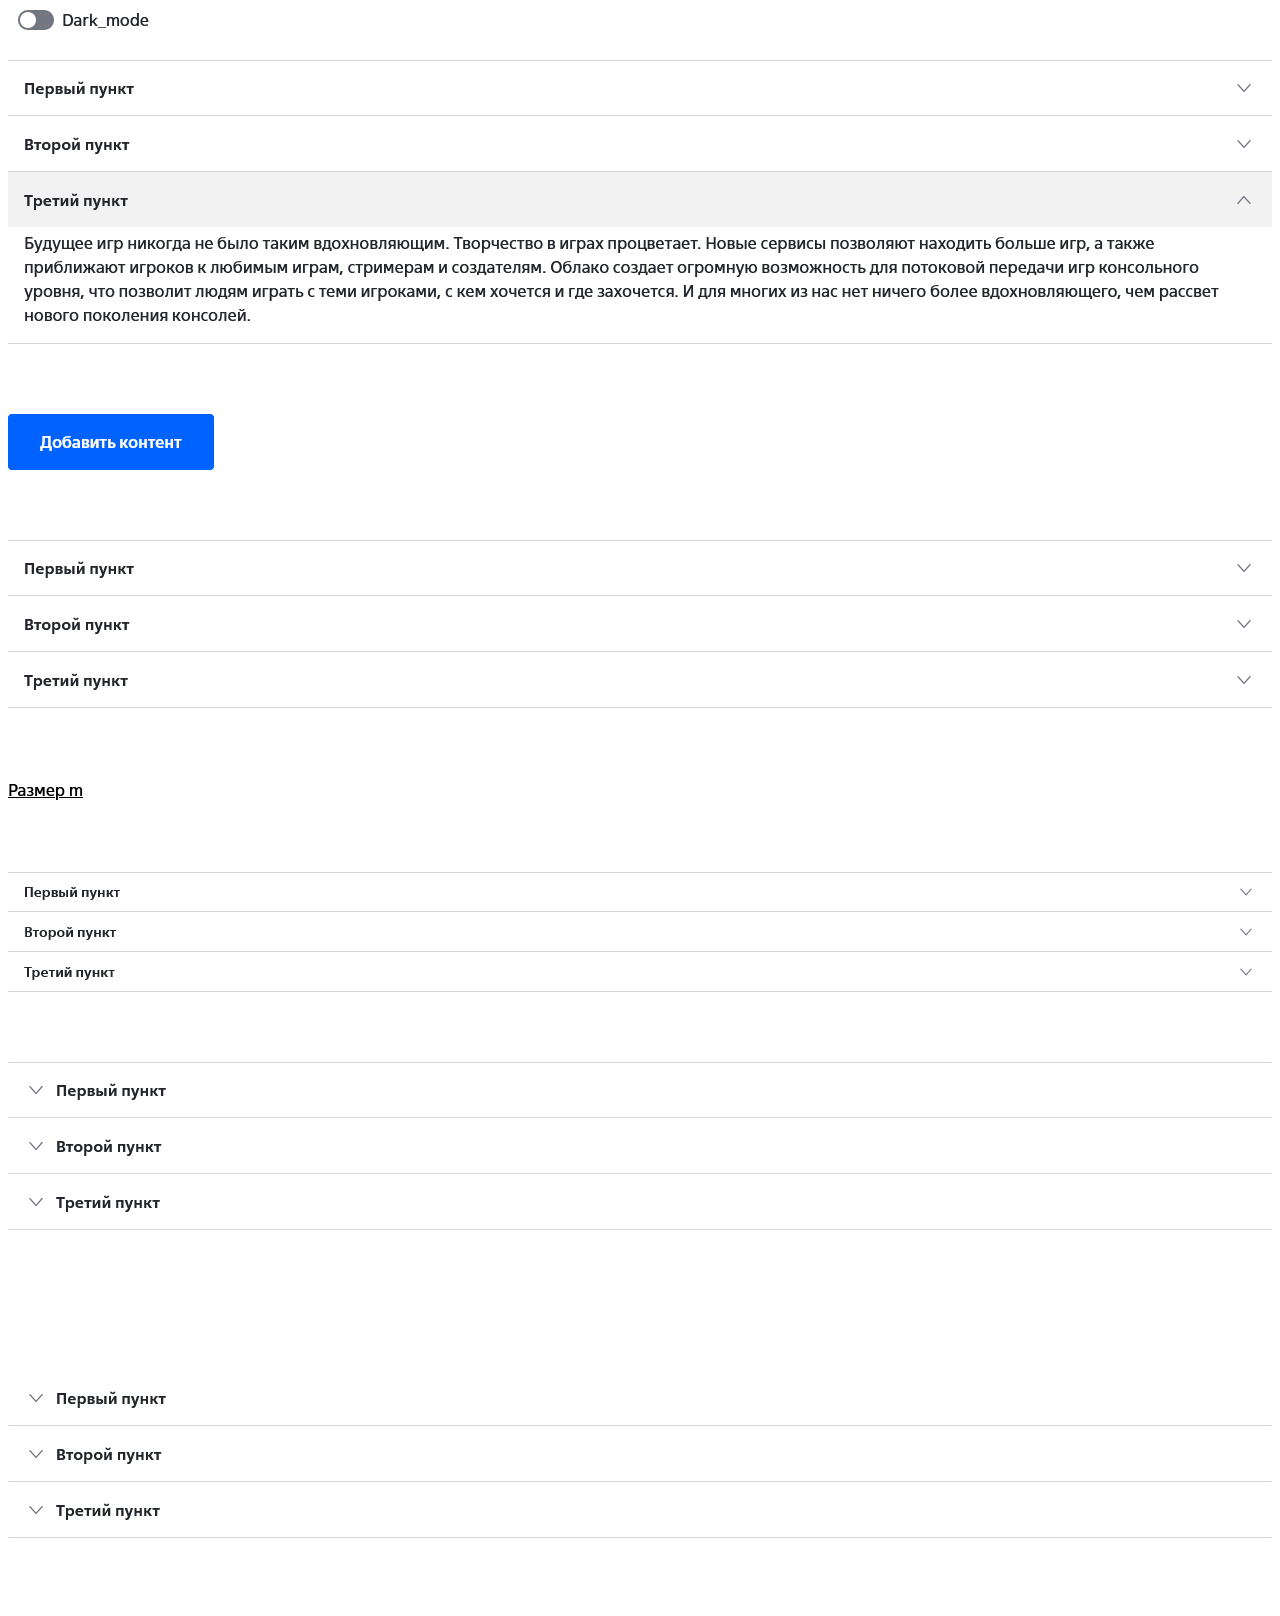 Dark_mode
Первый пункт
Второй пункт
Третий пункт
Будущее игр никогда не было таким вдохновляющим. Творчество в играх процветает. Новые сервисы позволяют находить больше игр, а также
приближают игроков к любимым играм, стримерам и создателям. Облако создает огромную возможность для потоковой передачи игр консольного
уровня, что позволит людям играть с теми игроками, с кем хочется и где захочется. И для многих из нас нет ничего более вдохновляющего, чем рассвет
нового поколения консолей.
Добавить контент
Первый пункт
Второй пункт
Третий пункт
Размер m
Первый пункт
Второй пункт
Третий пункт
Первый пункт
Второй пункт
Третий пункт
Первый пункт
Второй пункт
Третий пункт